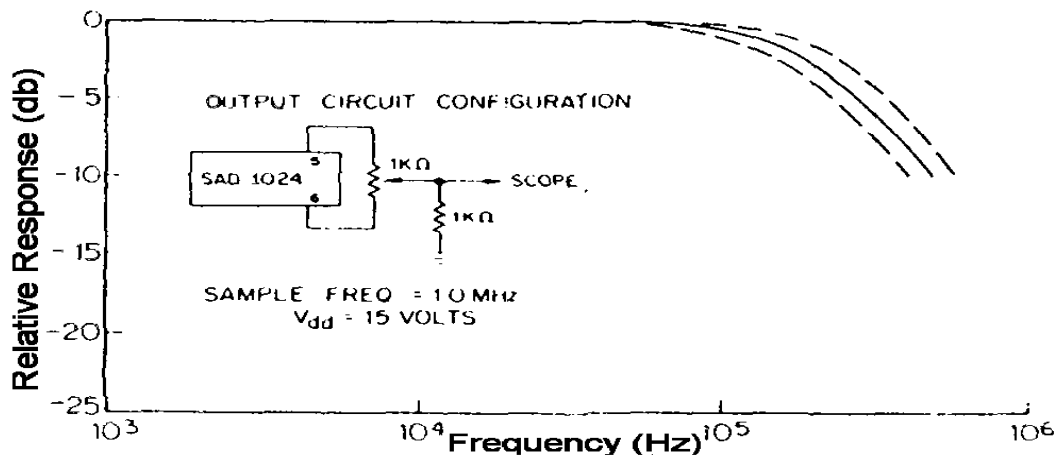 Relative Response (db)
0
-5
-10
-15
-20
-25
OUTPUT CIRCUIT CONFIGURATION
SAD 1024
5
6
1KΩ
SCOPE
1KΩ
SAMPLE FREQ = 1.0 MHz
Vdd = 15 VOLTS
10³
10⁴
10⁵
10⁶
Frequency (Hz)